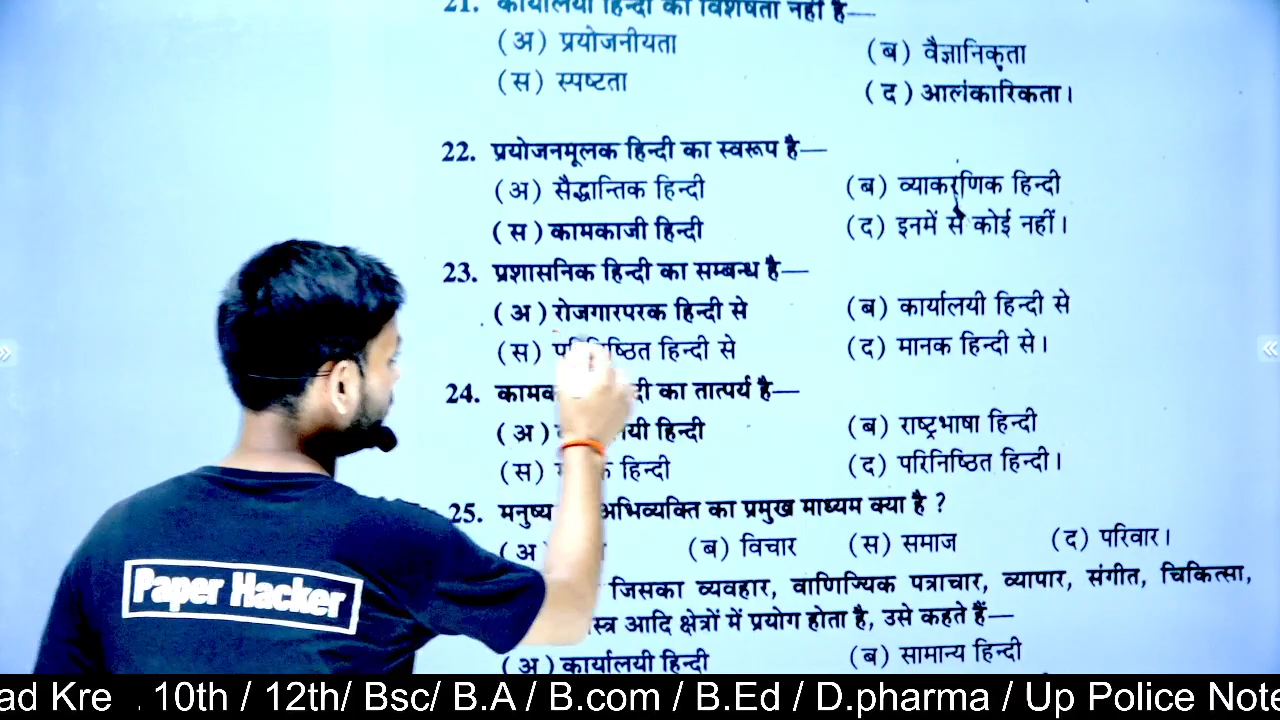 21. कार्यालयी हिन्दी की विशेषता नहीं है—
(अ) प्रयोजनीयता (ब) वैज्ञानिकता
(स) स्पष्टता (द) आलंकारिकता।
22. प्रयोजनमूलक हिन्दी का स्वरूप है—
(अ) सैद्धान्तिक हिन्दी (ब) व्याकरणिक हिन्दी
(स) कामकाजी हिन्दी (द) इनमें से कोई नहीं।
23. प्रशासनिक हिन्दी का सम्बन्ध है—
(अ) रोजगारपरक हिन्दी से (ब) कार्यालयी हिन्दी से
(स) परिनिष्ठित हिन्दी से (द) मानक हिन्दी से।
24. का तात्पर्य है—
(अ) हिन्दी (ब) राष्ट्रभाषा हिन्दी
(स) हिन्दी (द) परिनिष्ठित हिन्दी।
25. मनुष्य अभिव्यक्ति का प्रमुख माध्यम क्या है ?
(अ (ब) विचार (स) समाज (द) परिवार।
जिसका व्यवहार, वाणिज्यिक पत्राचार, व्यापार, संगीत, चिकित्सा,
आदि क्षेत्रों में प्रयोग होता है, उसे कहते हैं—
(अ) कार्यालयी हिन्दी (ब) सामान्य हिन्दी
Paper Hacker
ad Kre . 10th / 12th/ Bsc/ B.A / B.com / B.Ed / D.pharma / Up Police Note